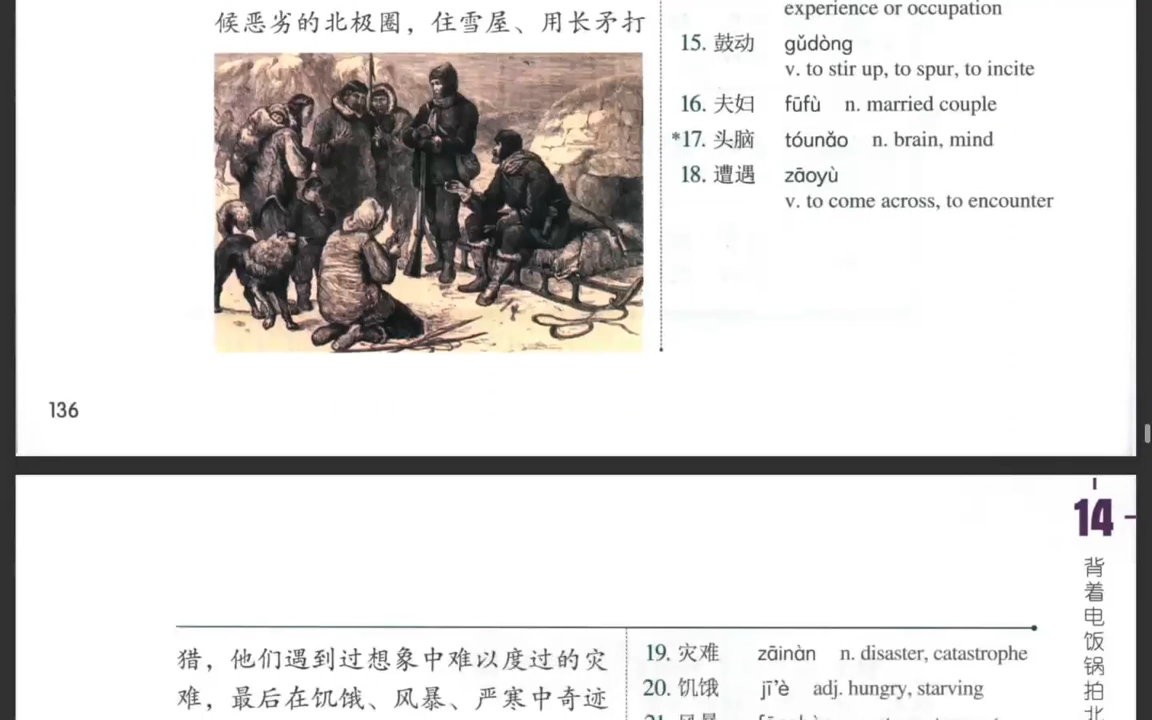 候恶劣的北极圈，住雪屋、用长矛打
experience or occupation
15. 鼓动 gǔdòng
v. to stir up, to spur, to incite
16. 夫妇 fūfù n. married couple
*17. 头脑 tóunǎo n. brain, mind
18. 遭遇 zāoyù
v. to come across, to encounter
136
14
背着电饭锅拍北
猎，他们遇到过想象中难以度过的灾
难，最后在饥饿、风暴、严寒中奇迹
19. 灾难 zāinàn n. disaster, catastrophe
20. 饥饿 jī'è adj. hungry, starving